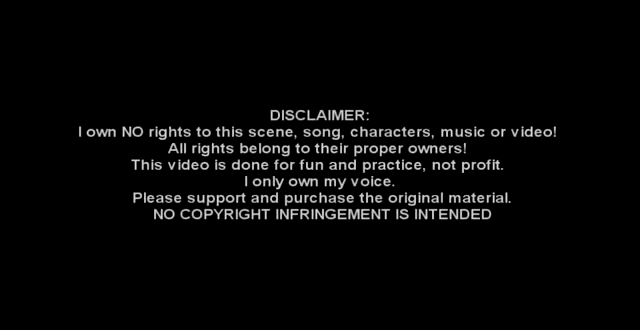 DISCLAIMER:
I own NO rights to this scene, song, characters, music or video!
All rights belong to their proper owners!
This video is done for fun and practice, not profit.
I only own my voice.
Please support and purchase the original material.
NO COPYRIGHT INFRINGEMENT IS INTENDED